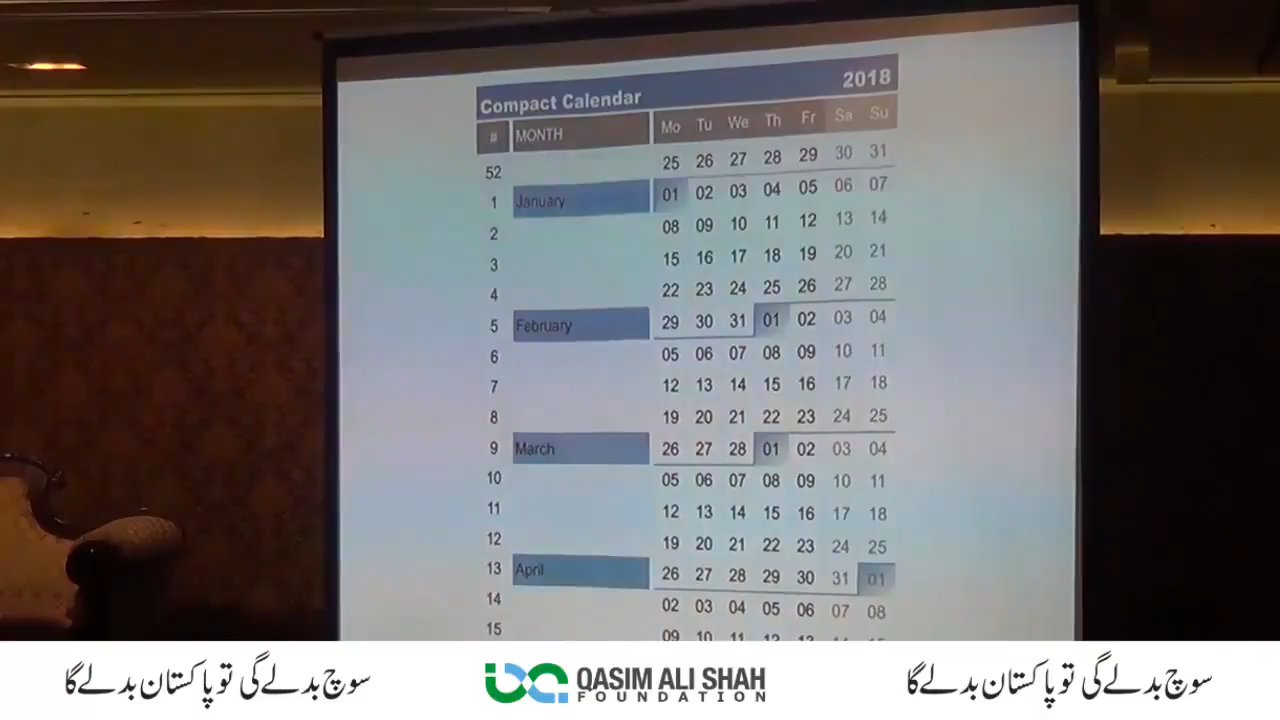 Compact Calendar 2018
# MONTH Mo Tu We Th Fr Sa Su
52 25 26 27 28 29 30 31
1 January 01 02 03 04 05 06 07
2 08 09 10 11 12 13 14
3 15 16 17 18 19 20 21
4 22 23 24 25 26 27 28
5 February 29 30 31 01 02 03 04
6 05 06 07 08 09 10 11
7 12 13 14 15 16 17 18
8 19 20 21 22 23 24 25
9 March 26 27 28 01 02 03 04
10 05 06 07 08 09 10 11
11 12 13 14 15 16 17 18
12 19 20 21 22 23 24 25
13 April 26 27 28 29 30 31 01
14 02 03 04 05 06 07 08
15 09 10 11
سوچ بدلے گی تو پاکستان بدلے گا
QASIM ALI SHAH
FOUNDATION
سوچ بدلے گی تو پاکستان بدلے گا